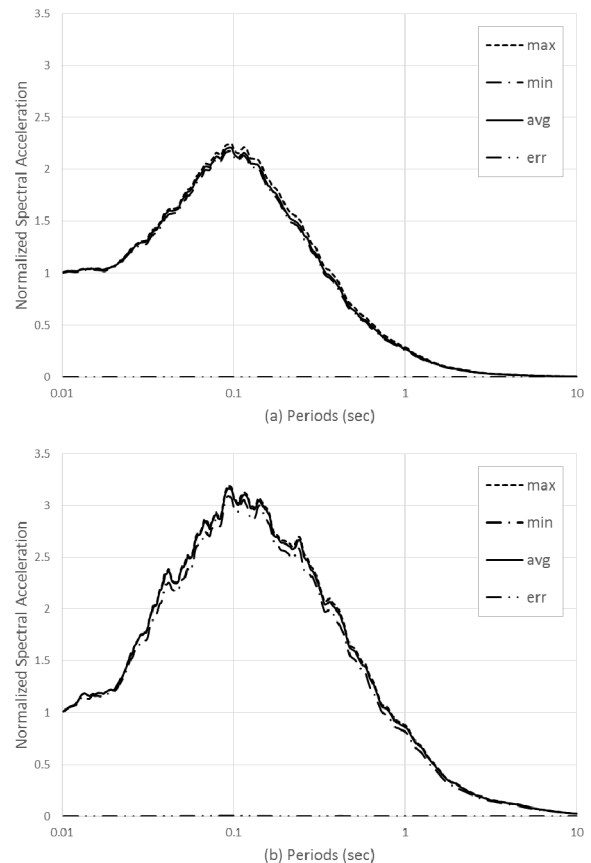 3.5
3
2.5
2
1.5
1
0.5
0
Normalized Spectral Acceleration
max
min
avg
err
0.01 0.1 1 10
(a) Periods (sec)
3.5
3
2.5
2
1.5
1
0.5
0
Normalized Spectral Acceleration
max
min
avg
err
0.01 0.1 1 10
(b) Periods (sec)